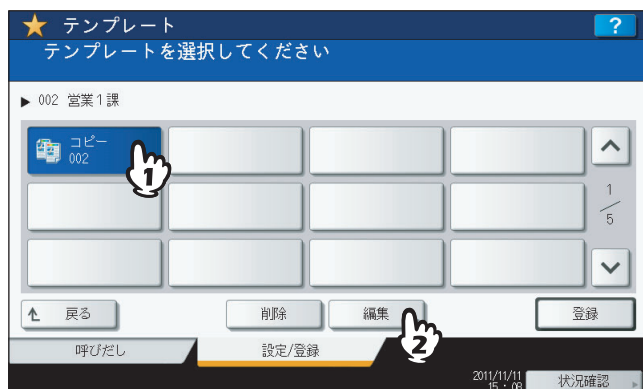 テンプレート
?
テンプレートを選択してください
▶ 002 営業1課
コピー
002
1
1
/
5
戻る
削除
編集
登録
2
呼びだし
設定/登録
2011/11/11
15 : 08
状況確認